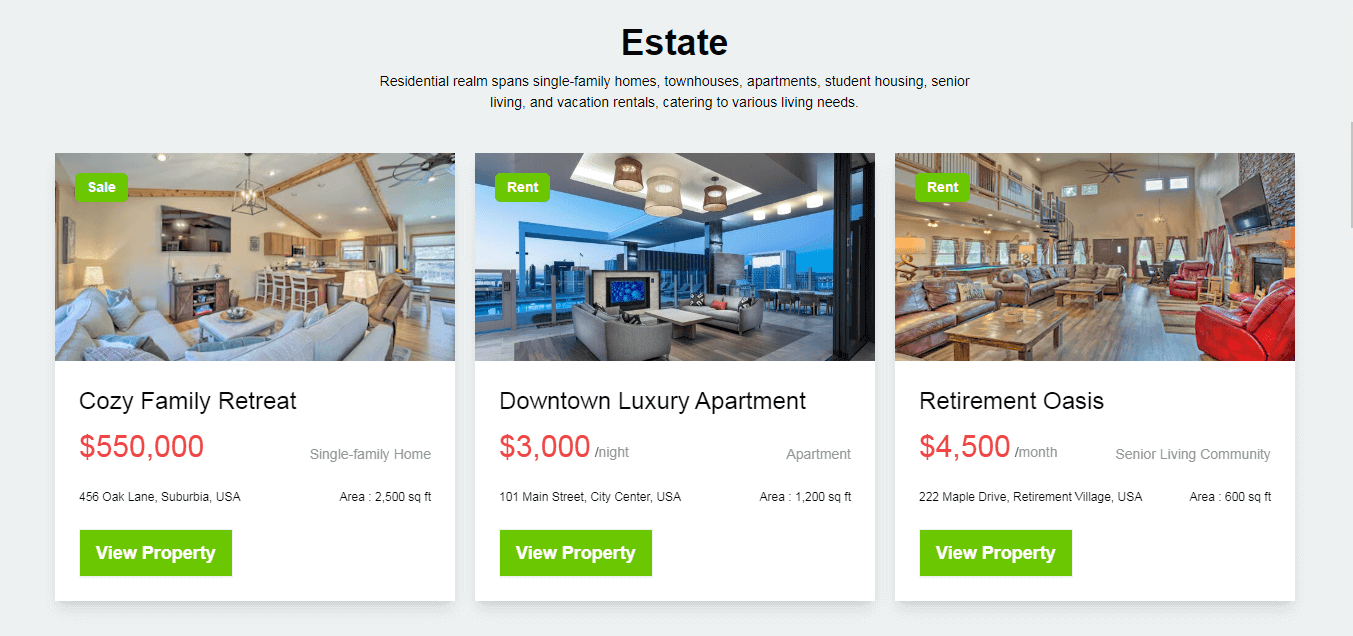 Estate
Residential realm spans single-family homes, townhouses, apartments, student housing, senior
living, and vacation rentals, catering to various living needs.
Sale
Rent
Rent
Cozy Family Retreat
$550,000
Single-family Home
456 Oak Lane, Suburbia, USA
Area : 2,500 sq ft
View Property
Downtown Luxury Apartment
$3,000 /night
Apartment
101 Main Street, City Center, USA
Area : 1,200 sq ft
View Property
Retirement Oasis
$4,500 /month
Senior Living Community
222 Maple Drive, Retirement Village, USA
Area : 600 sq ft
View Property